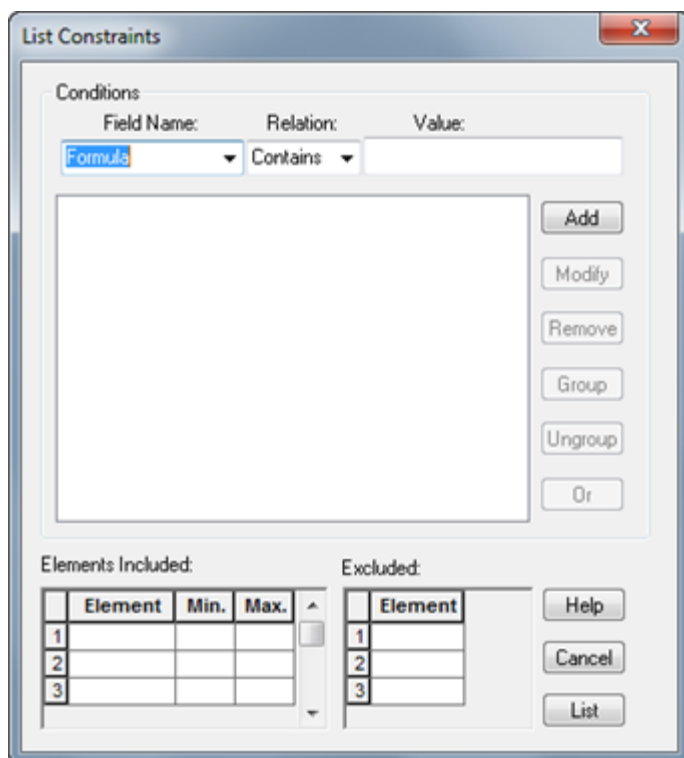 List Constraints
Conditions
Field Name: Relation: Value:
Formula Contains
Add
Modify
Remove
Group
Ungroup
Or
Elements Included: Excluded:
Element Min. Max. Element
1 1
2 2
3 3
Help
Cancel
List